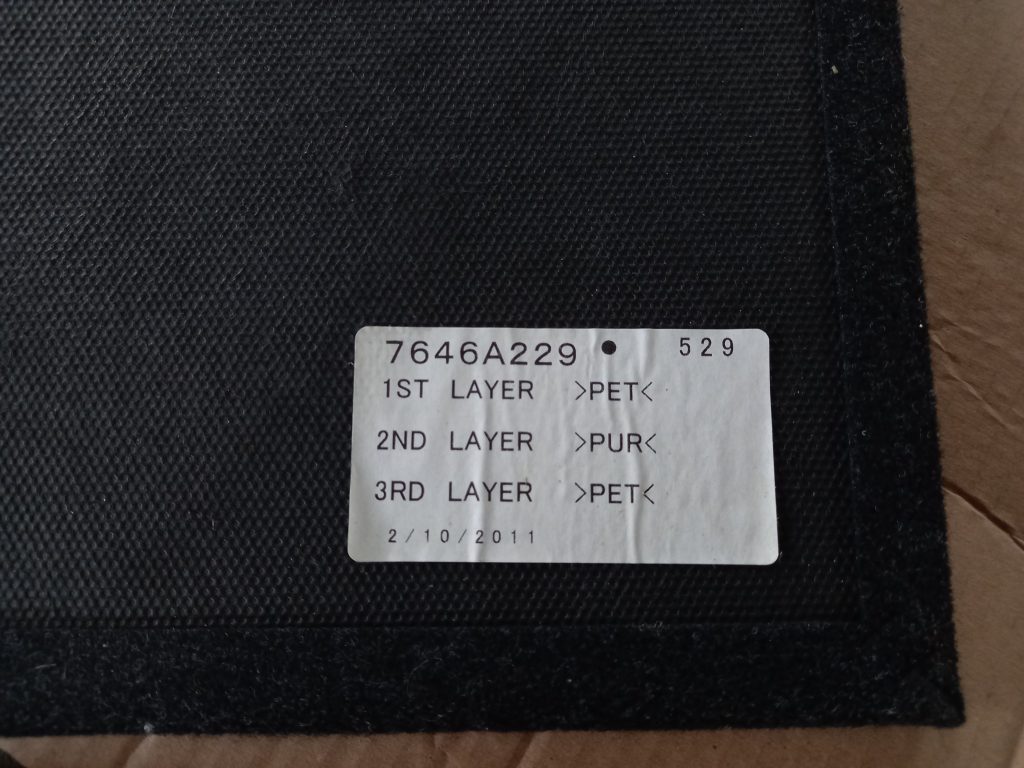 7646A229 ● 529
1ST LAYER >PET<
2ND LAYER >PUR<
3RD LAYER >PET<
2/10/2011